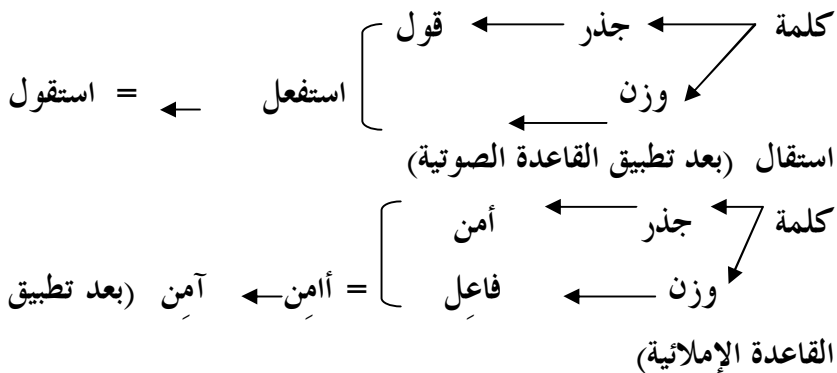 كلمة جذر قول
وزن استفعل = استقول
استقال (بعد تطبيق القاعدة الصوتية)
كلمة جذر أمن
وزن فاعِل = أامِن آمِن (بعد تطبيق
القاعدة الإملائية)